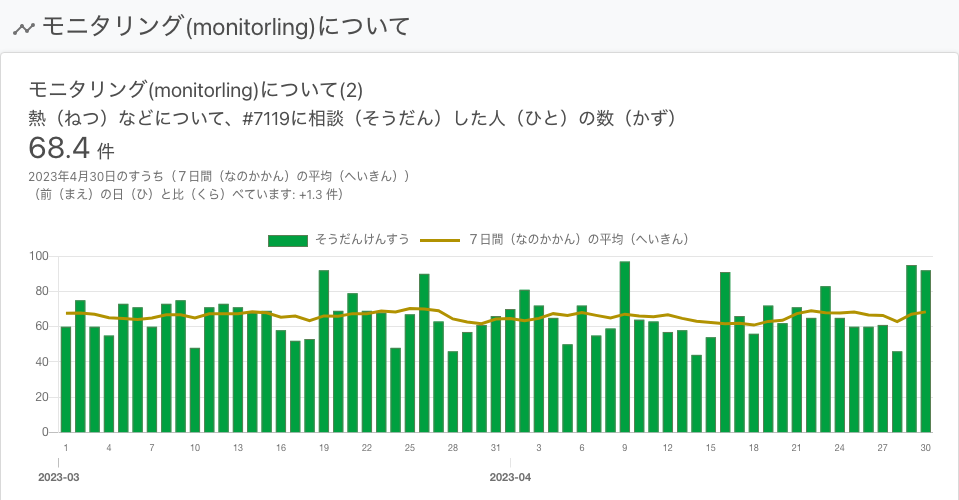 モニタリング(monitorling)について
モニタリング(monitorling)について(2)
熱（ねつ）などについて、#7119に相談（そうだん）した人（ひと）の数（かず）
68.4 件
2023年4月30日のすうち（７日間（なのかかん）の平均（へいきん））
（前（まえ）の日（ひ）と比（くら）べています: +1.3 件）
そうだんけんすう ７日間（なのかかん）の平均（へいきん）
100
80
60
40
20
0
1 4 7 10 13 16 19 22 25 28 31 3 6 9 12 15 18 21 24 27 30
2023-03 2023-04